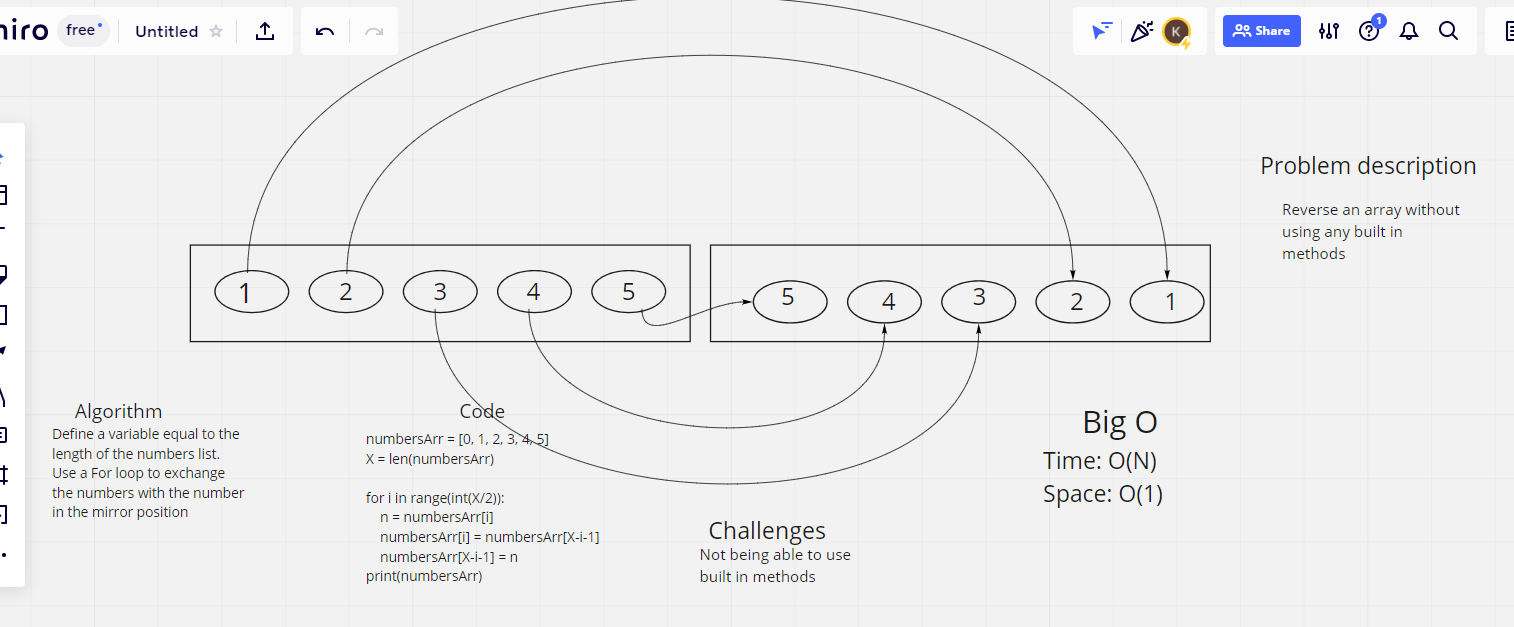 miro free Untitled
K Share 1
Problem description
Reverse an array without
using any built in
methods
1 2 3 4 5
5 4 3 2 1
Algorithm
Define a variable equal to the
length of the numbers list.
Use a For loop to exchange
the numbers with the number
in the mirror position
Code
numbersArr = [0, 1, 2, 3, 4, 5]
X = len(numbersArr)
for i in range(int(X/2)):
n = numbersArr[i]
numbersArr[i] = numbersArr[X-i-1]
numbersArr[X-i-1] = n
print(numbersArr)
Challenges
Not being able to use
built in methods
Big O
Time: O(N)
Space: O(1)